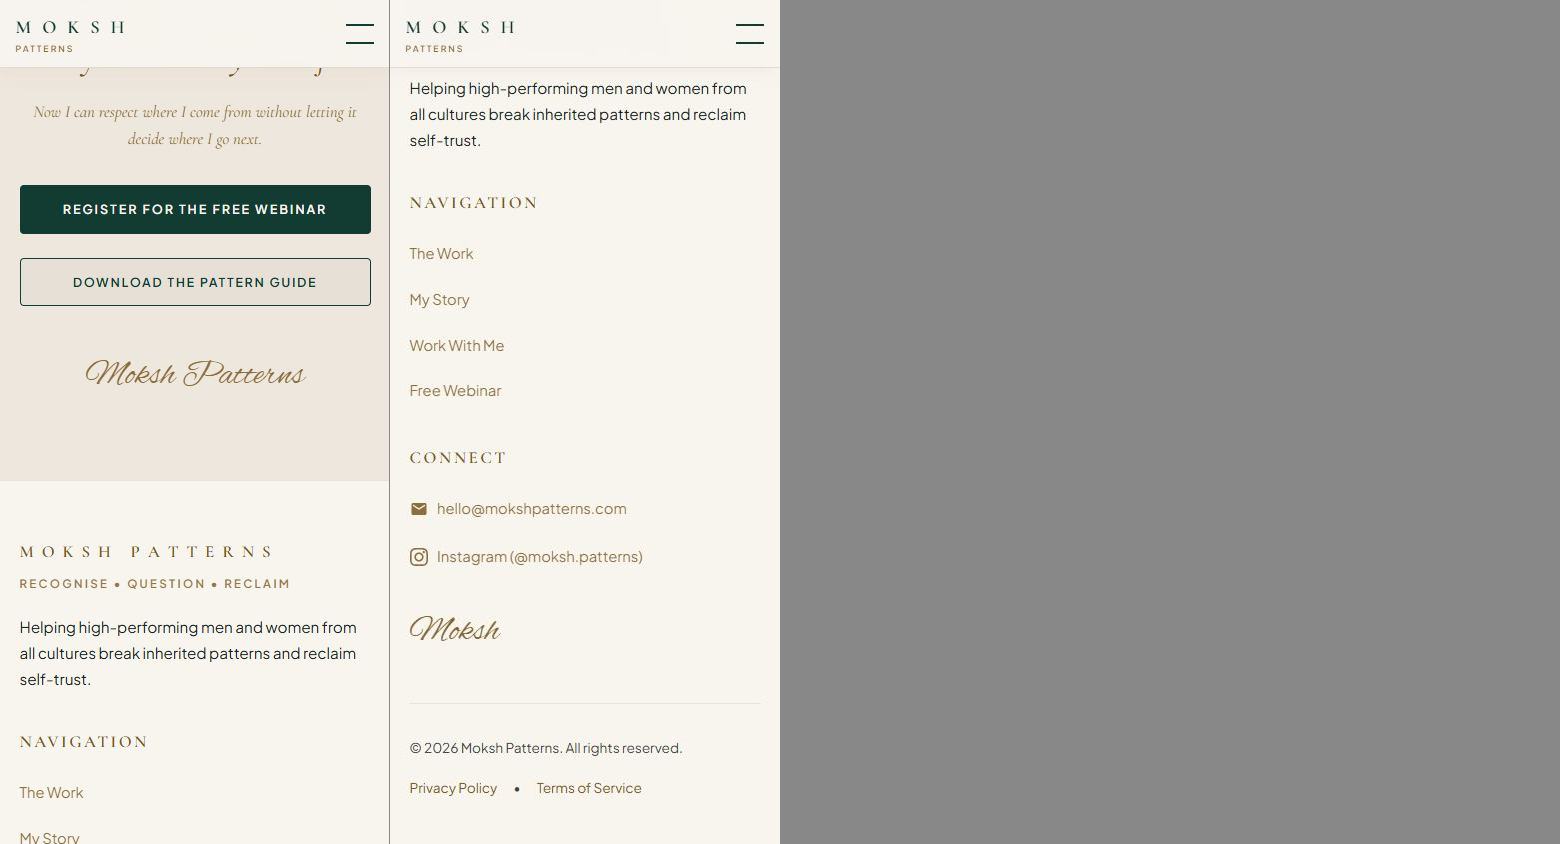 MOKSH
PATTERNS
Now I can respect where I come from without letting it
decide where I go next.
REGISTER FOR THE FREE WEBINAR
DOWNLOAD THE PATTERN GUIDE
Moksh Patterns
MOKSH PATTERNS
RECOGNISE • QUESTION • RECLAIM
Helping high-performing men and women from
all cultures break inherited patterns and reclaim
self-trust.
NAVIGATION
The Work
My Story
MOKSH
PATTERNS
Helping high-performing men and women from
all cultures break inherited patterns and reclaim
self-trust.
NAVIGATION
The Work
My Story
Work With Me
Free Webinar
CONNECT
hello@mokshpatterns.com
Instagram (@moksh.patterns)
Moksh
© 2026 Moksh Patterns. All rights reserved.
Privacy Policy • Terms of Service